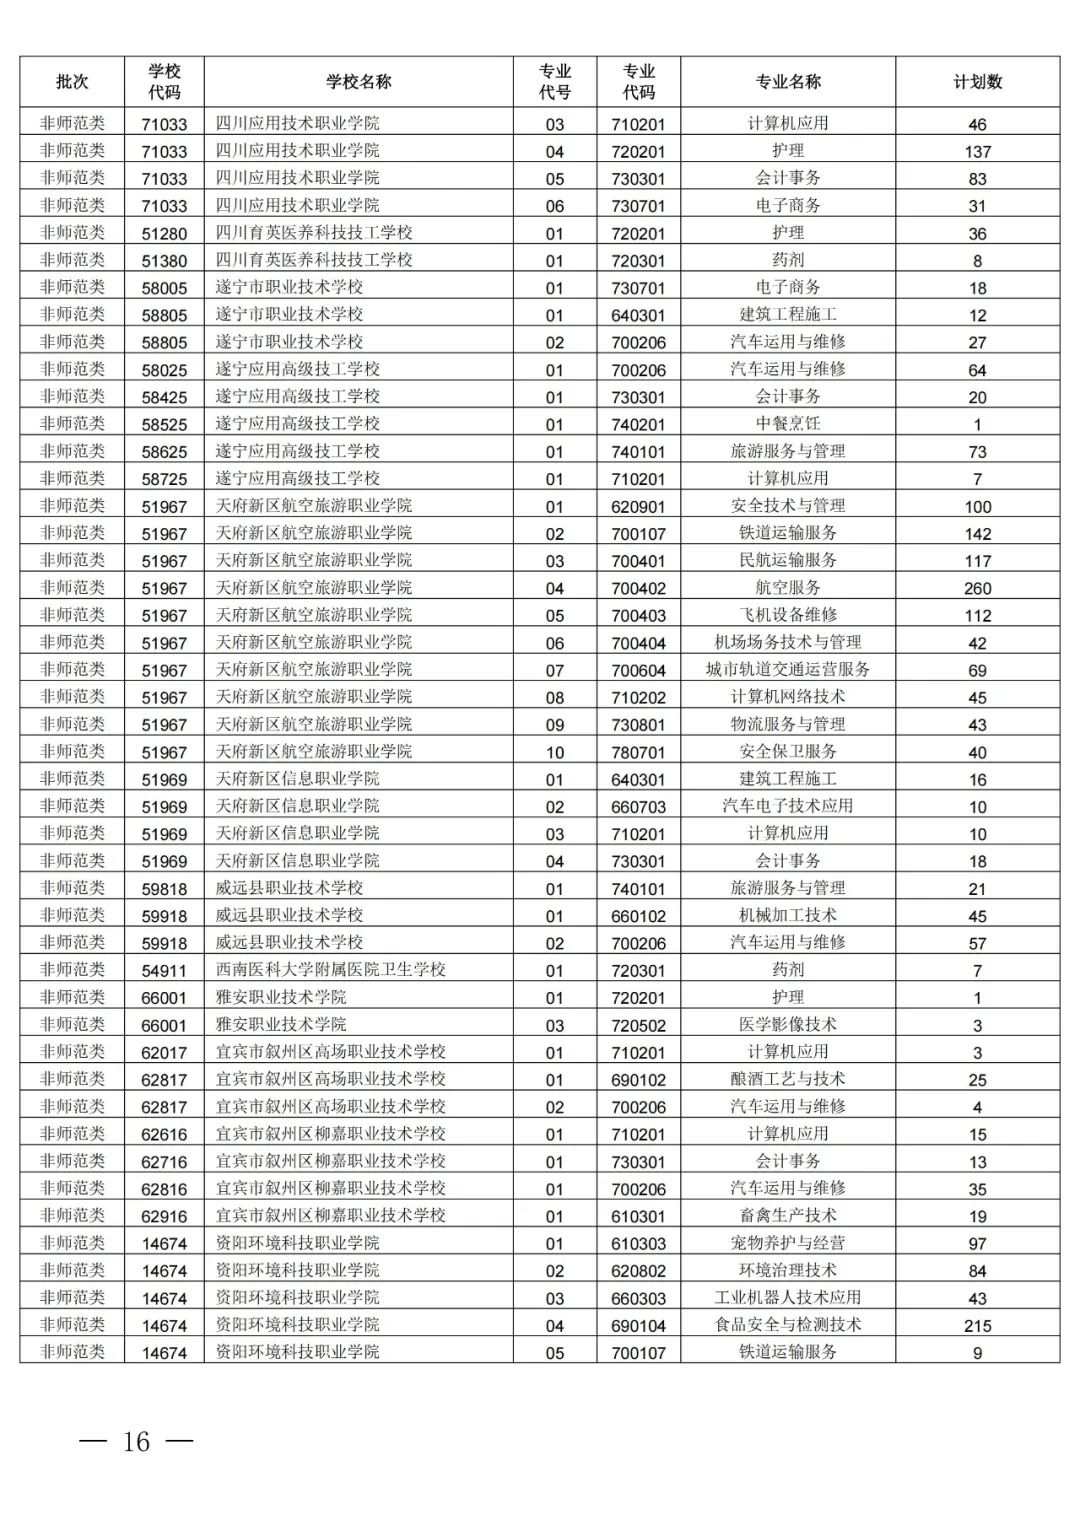 批次 学校代码 学校名称 专业代号 专业代码 专业名称 计划数
非师范类 71033 四川应用技术职业学院 03 710201 计算机应用 46
非师范类 71033 四川应用技术职业学院 04 720201 护理 137
非师范类 71033 四川应用技术职业学院 05 730301 会计事务 83
非师范类 71033 四川应用技术职业学院 06 730701 电子商务 31
非师范类 51280 四川育英医养科技技工学校 01 720201 护理 36
非师范类 51380 四川育英医养科技技工学校 01 720301 药剂 8
非师范类 58005 遂宁市职业技术学校 01 730701 电子商务 18
非师范类 58805 遂宁市职业技术学校 01 640301 建筑工程施工 12
非师范类 58805 遂宁市职业技术学校 02 700206 汽车运用与维修 27
非师范类 58025 遂宁应用高级技工学校 01 700206 汽车运用与维修 64
非师范类 58425 遂宁应用高级技工学校 01 730301 会计事务 20
非师范类 58525 遂宁应用高级技工学校 01 740201 中餐烹饪 1
非师范类 58625 遂宁应用高级技工学校 01 740101 旅游服务与管理 73
非师范类 58725 遂宁应用高级技工学校 01 710201 计算机应用 7
非师范类 51967 天府新区航空旅游职业学院 01 620901 安全技术与管理 100
非师范类 51967 天府新区航空旅游职业学院 02 700107 铁道运输服务 142
非师范类 51967 天府新区航空旅游职业学院 03 700401 民航运输服务 117
非师范类 51967 天府新区航空旅游职业学院 04 700402 航空服务 260
非师范类 51967 天府新区航空旅游职业学院 05 700403 飞机设备维修 112
非师范类 51967 天府新区航空旅游职业学院 06 700404 机场场务技术与管理 42
非师范类 51967 天府新区航空旅游职业学院 07 700604 城市轨道交通运营服务 69
非师范类 51967 天府新区航空旅游职业学院 08 710202 计算机网络技术 45
非师范类 51967 天府新区航空旅游职业学院 09 730801 物流服务与管理 43
非师范类 51967 天府新区航空旅游职业学院 10 780701 安全保卫服务 40
非师范类 51969 天府新区信息职业学院 01 640301 建筑工程施工 16
非师范类 51969 天府新区信息职业学院 02 660703 汽车电子技术应用 10
非师范类 51969 天府新区信息职业学院 03 710201 计算机应用 10
非师范类 51969 天府新区信息职业学院 04 730301 会计事务 18
非师范类 59818 威远县职业技术学校 01 740101 旅游服务与管理 21
非师范类 59918 威远县职业技术学校 01 660102 机械加工技术 45
非师范类 59918 威远县职业技术学校 02 700206 汽车运用与维修 57
非师范类 54911 西南医科大学附属医院卫生学校 01 720301 药剂 7
非师范类 66001 雅安职业技术学院 01 720201 护理 1
非师范类 66001 雅安职业技术学院 03 720502 医学影像技术 3
非师范类 62017 宜宾市叙州区高场职业技术学校 01 710201 计算机应用 3
非师范类 62817 宜宾市叙州区高场职业技术学校 01 690102 酿酒工艺与技术 25
非师范类 62817 宜宾市叙州区高场职业技术学校 02 700206 汽车运用与维修 4
非师范类 62616 宜宾市叙州区柳嘉职业技术学校 01 710201 计算机应用 15
非师范类 62716 宜宾市叙州区柳嘉职业技术学校 01 730301 会计事务 13
非师范类 62816 宜宾市叙州区柳嘉职业技术学校 01 700206 汽车运用与维修 35
非师范类 62916 宜宾市叙州区柳嘉职业技术学校 01 610301 畜禽生产技术 19
非师范类 14674 资阳环境科技职业学院 01 610303 宠物养护与经营 97
非师范类 14674 资阳环境科技职业学院 02 620802 环境治理技术 84
非师范类 14674 资阳环境科技职业学院 03 660303 工业机器人技术应用 43
非师范类 14674 资阳环境科技职业学院 04 690104 食品安全与检测技术 215
非师范类 14674 资阳环境科技职业学院 05 700107 铁道运输服务 9
— 16 —